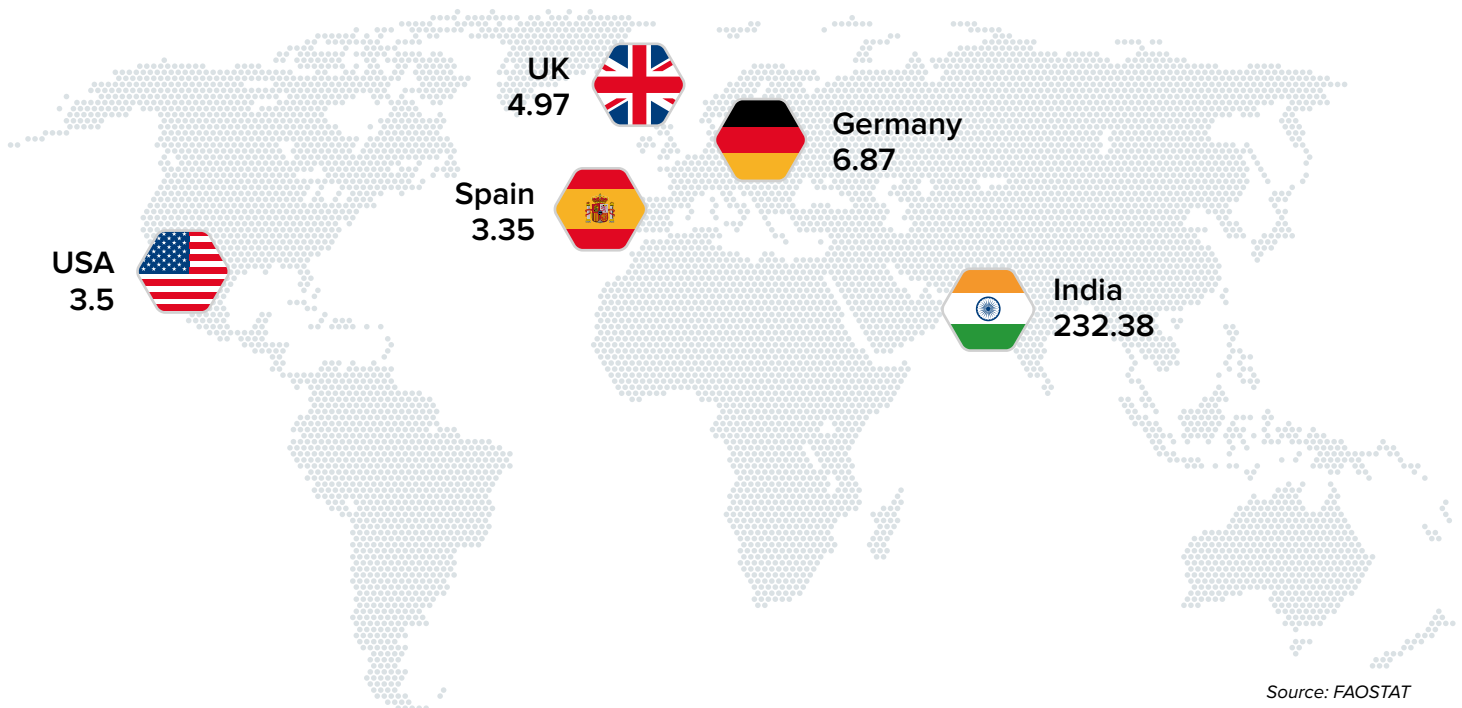 UK
4.97
Germany
6.87
Spain
3.35
USA
3.5
India
232.38
Source: FAOSTAT